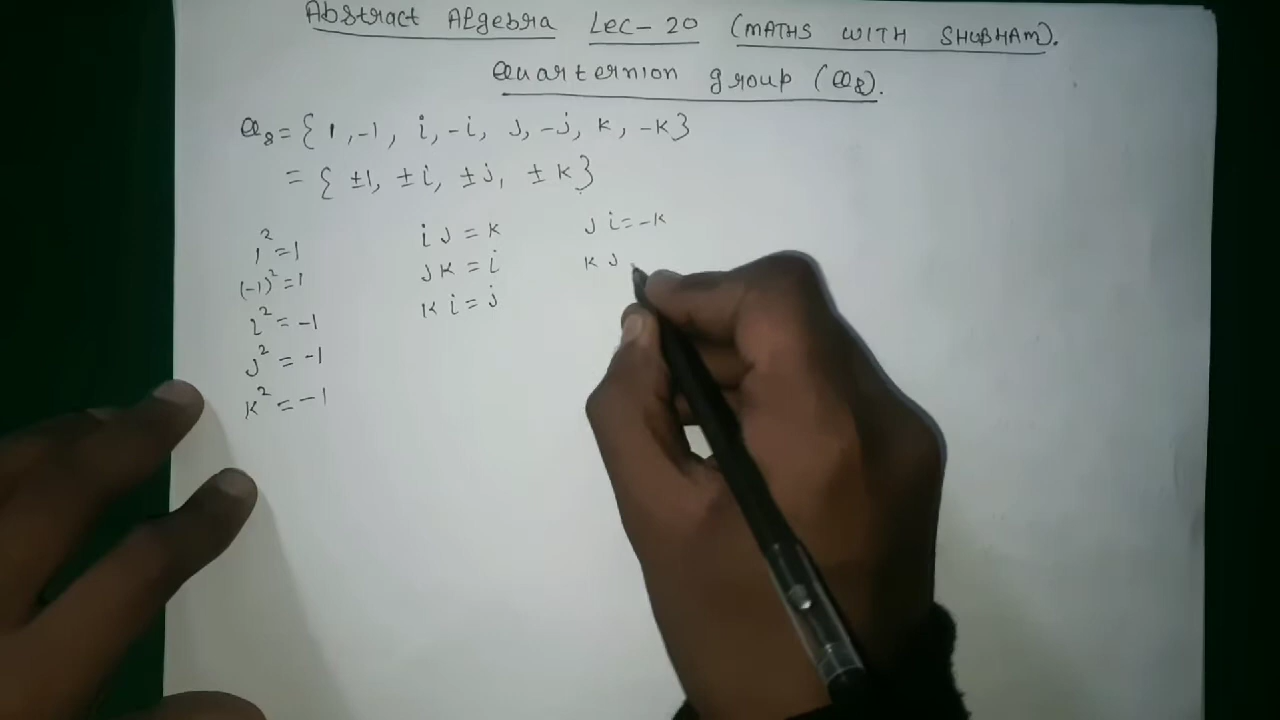 Abstract Algebra Lec-20 (MATHS WITH SHUBHAM).
Quarternion group (Q8).
Q8 = { 1, -1, i, -i, j, -j, k, -k}
= { ±1, ±i, ±j, ±k}
1² = 1
(-1)² = 1
i² = -1
j² = -1
k² = -1
ij = k
jk = i
ki = j
ji = -k
kj